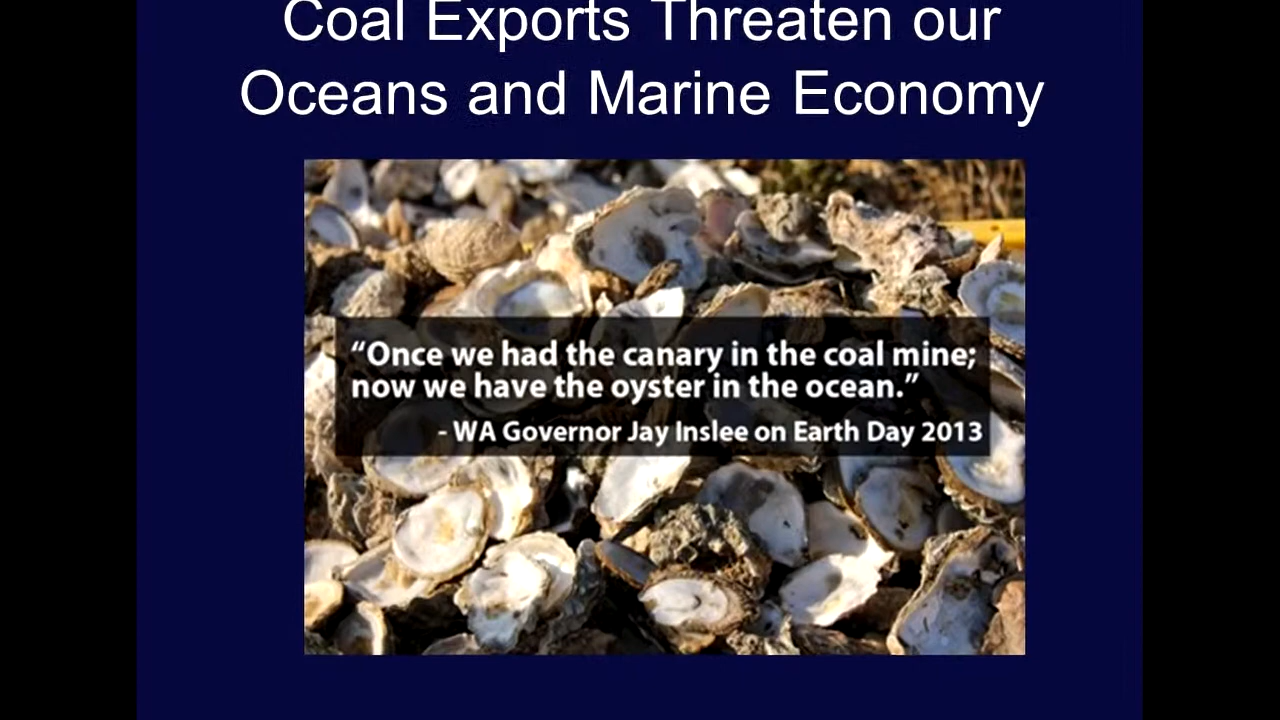 Coal Exports Threaten our
Oceans and Marine Economy
“Once we had the canary in the coal mine;
now we have the oyster in the ocean.”
- WA Governor Jay Inslee on Earth Day 2013